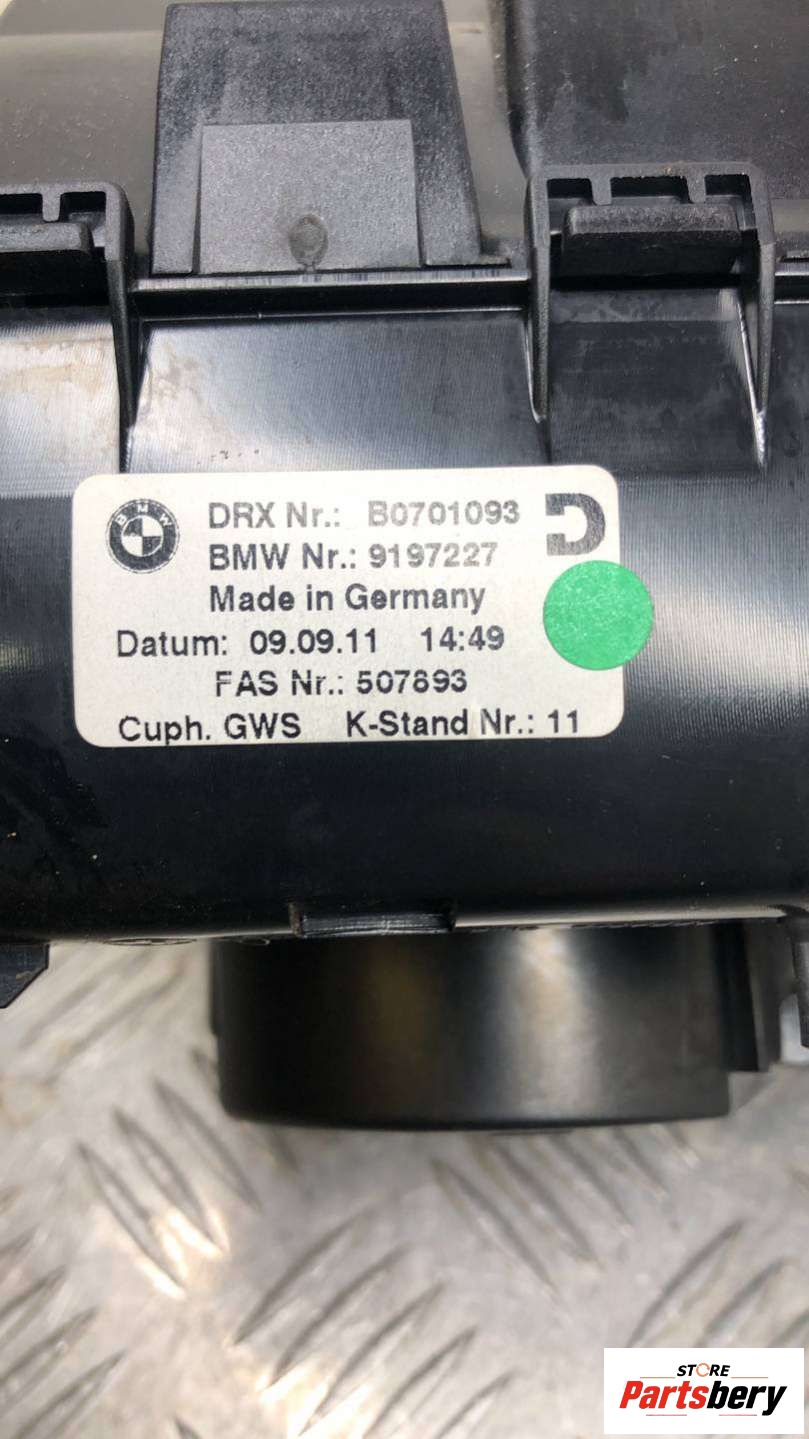 BMW
DRX Nr.: B0701093
BMW Nr.: 9197227
Made in Germany
Datum: 09.09.11 14:49
FAS Nr.: 507893
Cuph. GWS K-Stand Nr.: 11
STORE
Partsbery